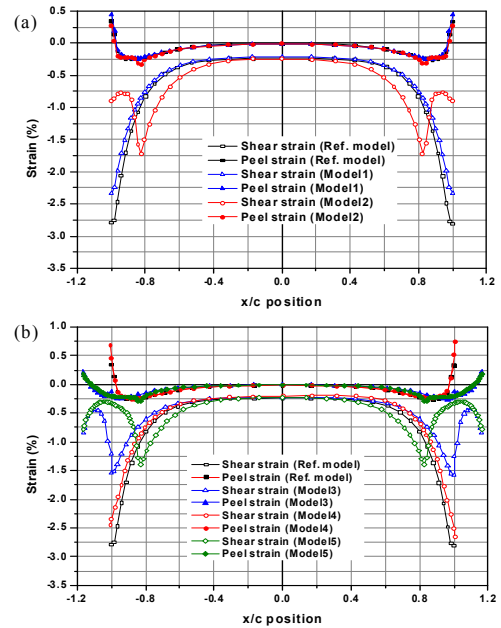 (a)
0.5
0.0
-0.5
-1.0
-1.5
-2.0
-2.5
-3.0
-3.5
Strain (%)
Shear strain (Ref. model)
Peel strain (Ref. model)
Shear strain (Model1)
Peel strain (Model1)
Shear strain (Model2)
Peel strain (Model2)
-1.2 -0.8 -0.4 0.0 0.4 0.8 1.2
x/c position
(b)
1.0
0.5
0.0
-0.5
-1.0
-1.5
-2.0
-2.5
-3.0
-3.5
Strain (%)
Shear strain (Ref. model)
Peel strain (Ref. model)
Shear strain (Model3)
Peel strain (Model3)
Shear strain (Model4)
Peel strain (Model4)
Shear strain (Model5)
Peel strain (Model5)
-1.2 -0.8 -0.4 0.0 0.4 0.8 1.2
x/c position